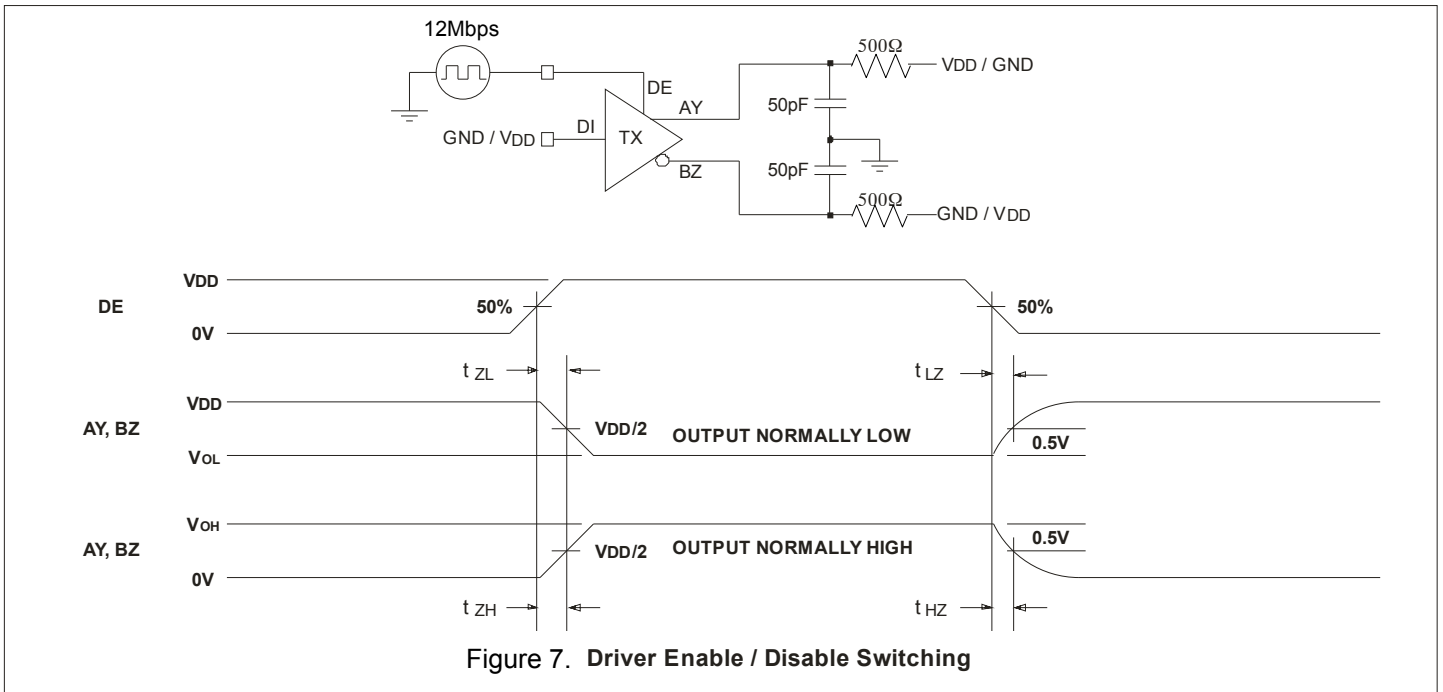 12Mbps
500Ω
VDD / GND
DE
AY
50pF
GND / VDD
DI
TX
50pF
BZ
500Ω
GND / VDD
VDD
DE
50%
50%
0V
t ZL
t LZ
VDD
AY, BZ
VDD/2
OUTPUT NORMALLY LOW
0.5V
VOL
VOH
AY, BZ
VDD/2
OUTPUT NORMALLY HIGH
0.5V
0V
t ZH
t HZ
Figure 7. Driver Enable / Disable Switching